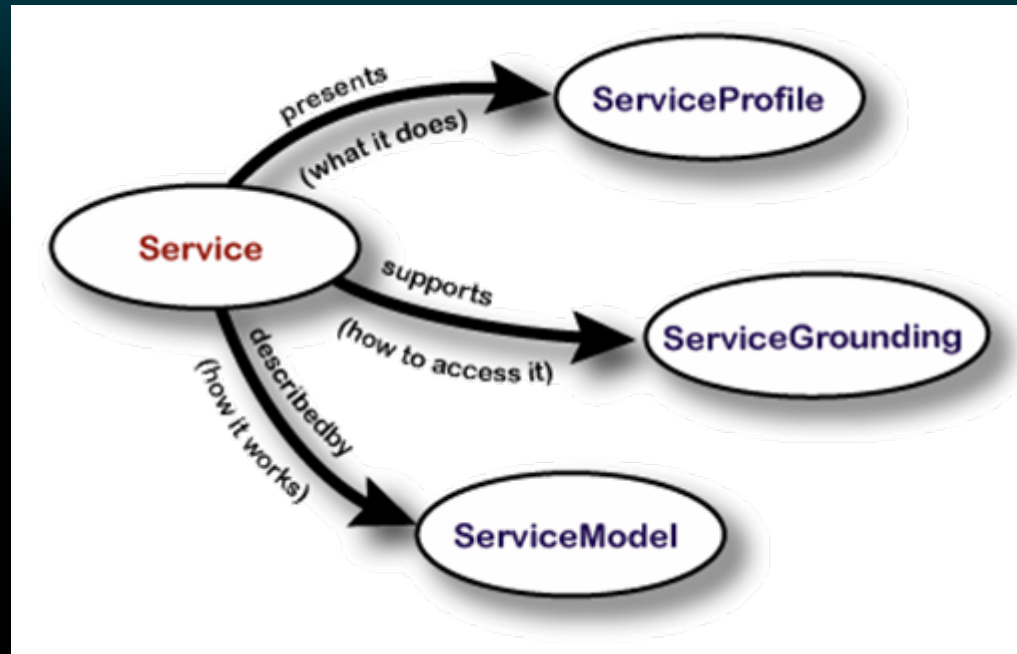 presents
(what it does)
ServiceProfile
Service
supports
(how to access it)
ServiceGrounding
describedby
(how it works)
ServiceModel